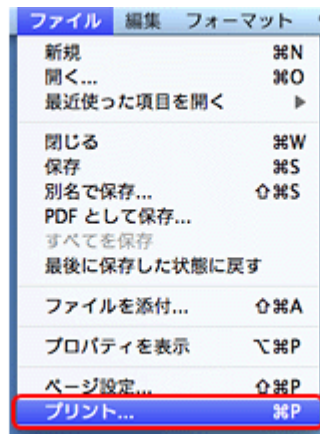 ファイル 編集 フォーマット
新規 ⌘N
開く... ⌘O
最近使った項目を開く ▶
閉じる ⌘W
保存 ⌘S
別名で保存... ⇧⌘S
PDF として保存...
すべてを保存
最後に保存した状態に戻す
ファイルを添付... ⇧⌘A
プロパティを表示 ⌥⌘P
ページ設定... ⇧⌘P
プリント... ⌘P